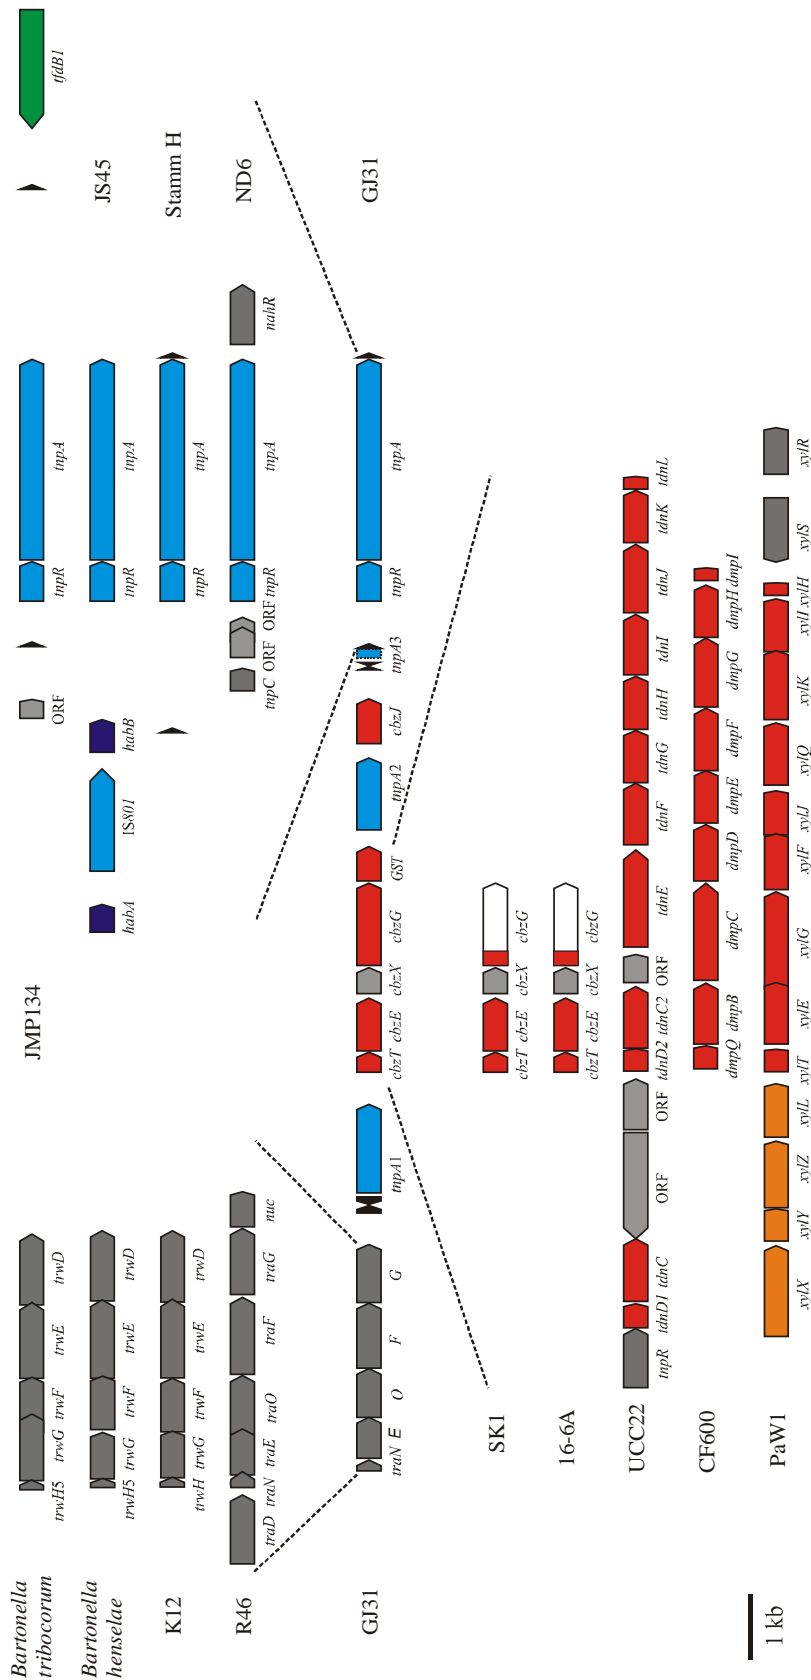 Bartonella
tribocorum
trwH5 trwG trwF trwE trwD
JMP134
ORF tnpR tnpA tfdB1
Bartonella
henselae
trwH5 trwG trwF trwE trwD
habA IS801 habB tnpR tnpA
JS45
K12
trwH trwG trwF trwE trwD
tnpR tnpA
Stamm H
R46
traD traN traE traO traF traG nuc
tnpC ORF ORF tnpR tnpA nahR
ND6
GJ31
traN E O F G tnpA1 cbzT cbzE cbzX cbzG GST tnpA2 cbzJ tnpA3 tnpR tnpA
GJ31
SK1
cbzT cbzE cbzX cbzG
16-6A
cbzT cbzE cbzX cbzG
UCC22
tnpR tdnD1 tdnC ORF ORF tdnD2 tdnC2 ORF tdnE tdnF tdnG tdnH tdnI tdnJ tdnK tdnL
CF600
dmpQ dmpB dmpC dmpD dmpE dmpF dmpG dmpH dmpI
PaW1
xylX xylY xylZ xylL xylT xylE xylG xylF xylJ xylQ xylK xylI xylH xylS xylR
1 kb